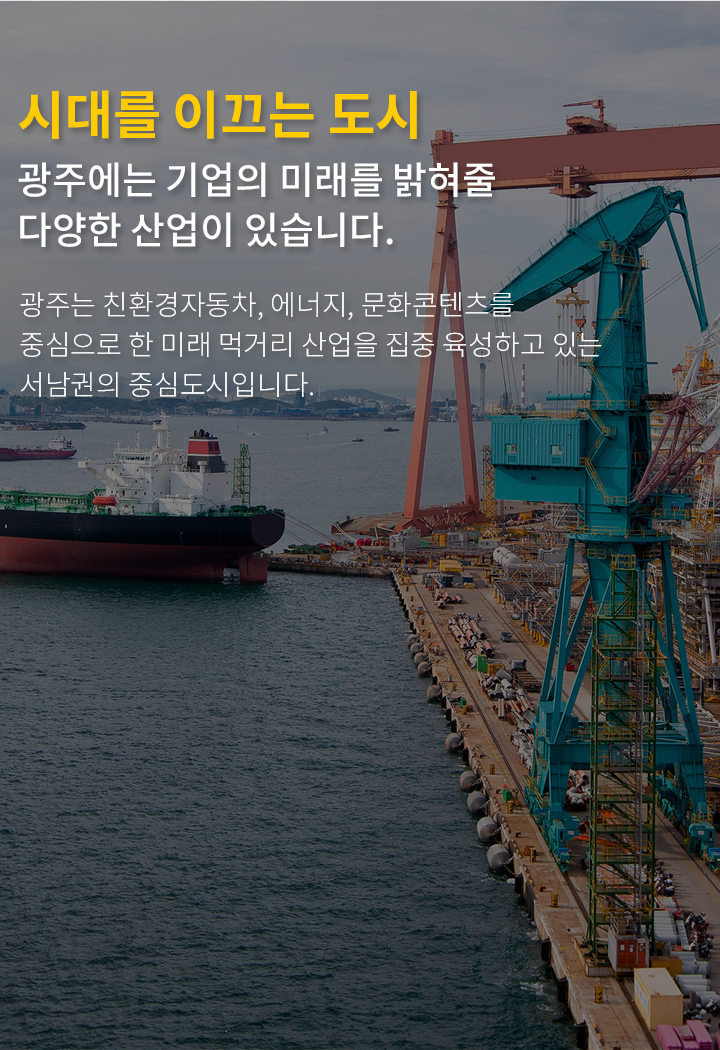 시대를 이끄는 도시
광주에는 기업의 미래를 밝혀줄
다양한 산업이 있습니다.
광주는 친환경자동차, 에너지, 문화콘텐츠를
중심으로 한 미래 먹거리 산업을 집중 육성하고 있는
서남권의 중심도시입니다.